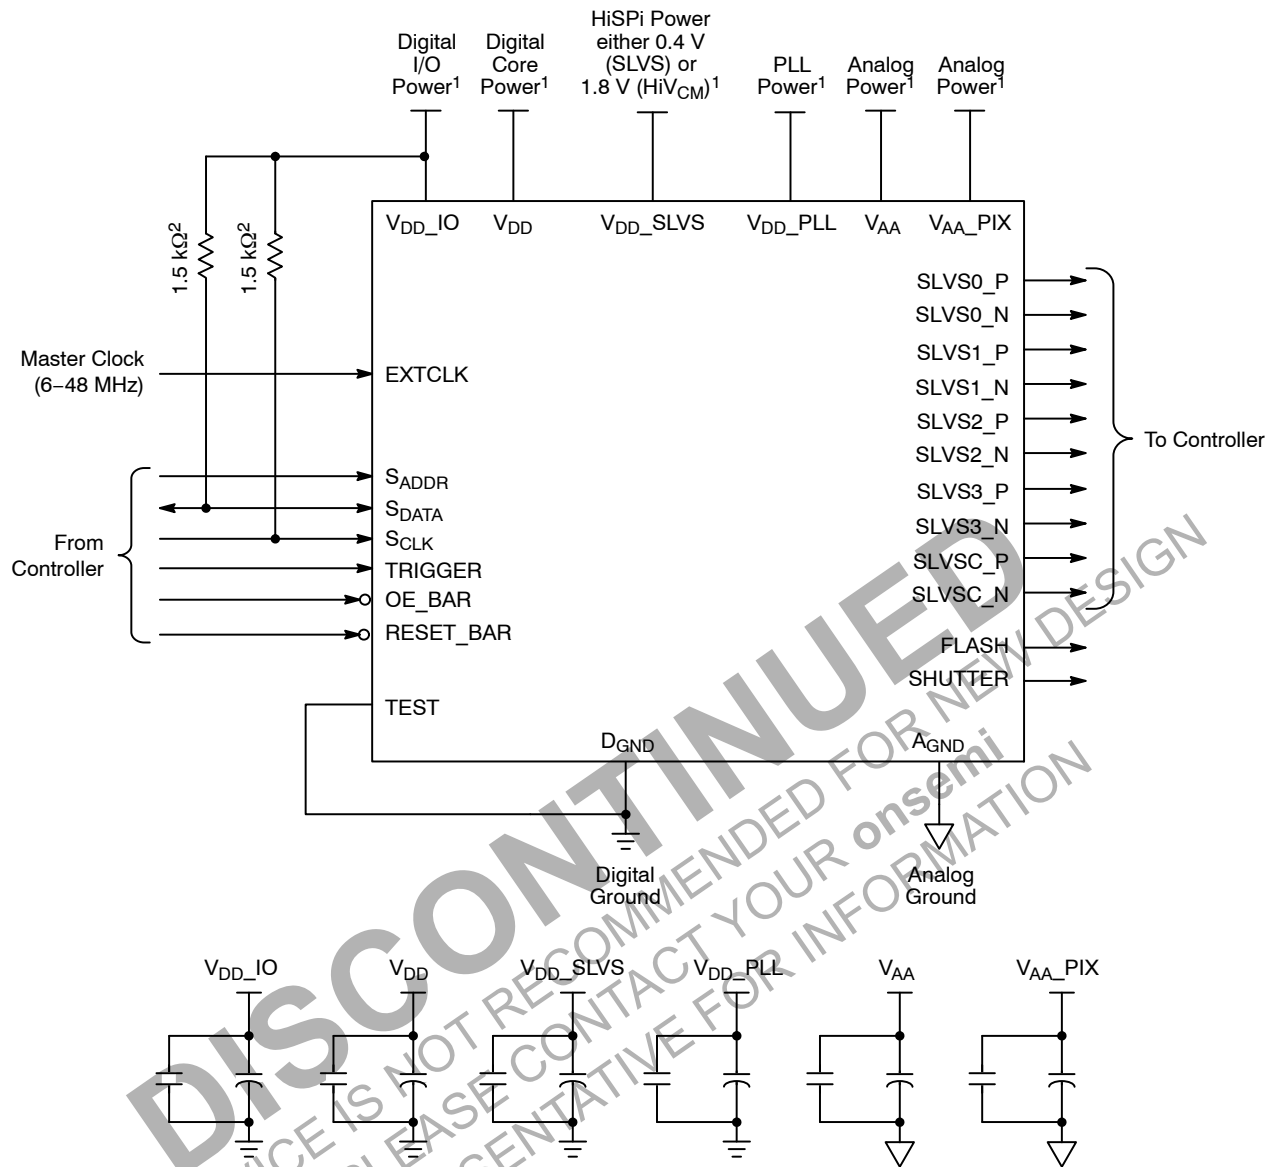 Digital
I/O
Power1
Digital
Core
Power1
HiSPi Power
either 0.4 V
(SLVS) or
1.8 V (HiVCM)1
PLL
Power1
Analog
Power1
Analog
Power1
1.5 kΩ2
1.5 kΩ2
VDD_IO
VDD
VDD_SLVS
VDD_PLL
VAA
VAA_PIX
Master Clock
(6–48 MHz)
EXTCLK
From
Controller
SADDR
SDATA
SCLK
TRIGGER
OE_BAR
RESET_BAR
TEST
SLVS0_P
SLVS0_N
SLVS1_P
SLVS1_N
SLVS2_P
SLVS2_N
SLVS3_P
SLVS3_N
SLVSC_P
SLVSC_N
To Controller
FLASH
SHUTTER
DGND
AGND
Digital
Ground
Analog
Ground
VDD_IO
VDD
VDD_SLVS
VDD_PLL
VAA
VAA_PIX
DISCONTINUED
IS NOT RECOMMENDED FOR NEW DESIGN
CONTACT YOUR onsemi
FOR INFORMATION